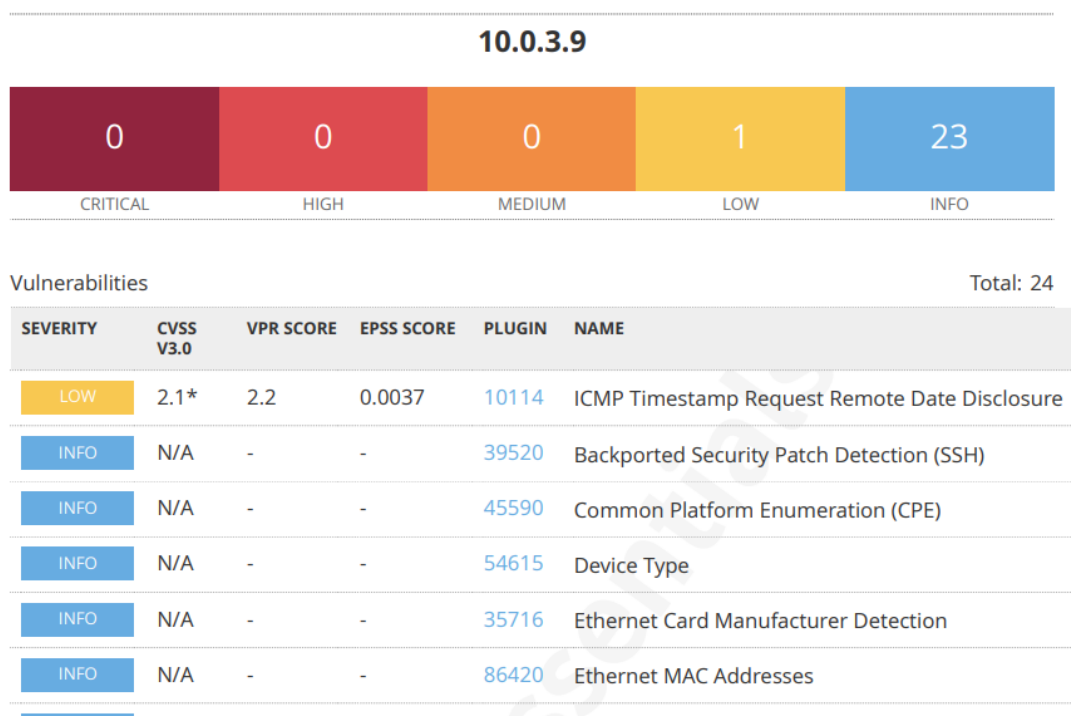 10.0.3.9
0 0 0 1 23
CRITICAL HIGH MEDIUM LOW INFO
Vulnerabilities Total: 24
SEVERITY CVSS V3.0 VPR SCORE EPSS SCORE PLUGIN NAME
LOW 2.1* 2.2 0.0037 10114 ICMP Timestamp Request Remote Date Disclosure
INFO N/A - - 39520 Backported Security Patch Detection (SSH)
INFO N/A - - 45590 Common Platform Enumeration (CPE)
INFO N/A - - 54615 Device Type
INFO N/A - - 35716 Ethernet Card Manufacturer Detection
INFO N/A - - 86420 Ethernet MAC Addresses